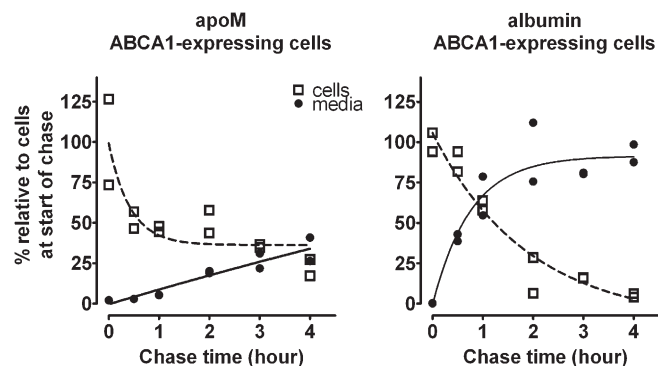 apoM
ABCA1-expressing cells
albumin
ABCA1-expressing cells
% relative to cells
at start of chase
125
100
75
50
25
0
0 1 2 3 4
Chase time (hour)
cells
media
125
100
75
50
25
0
0 1 2 3 4
Chase time (hour)